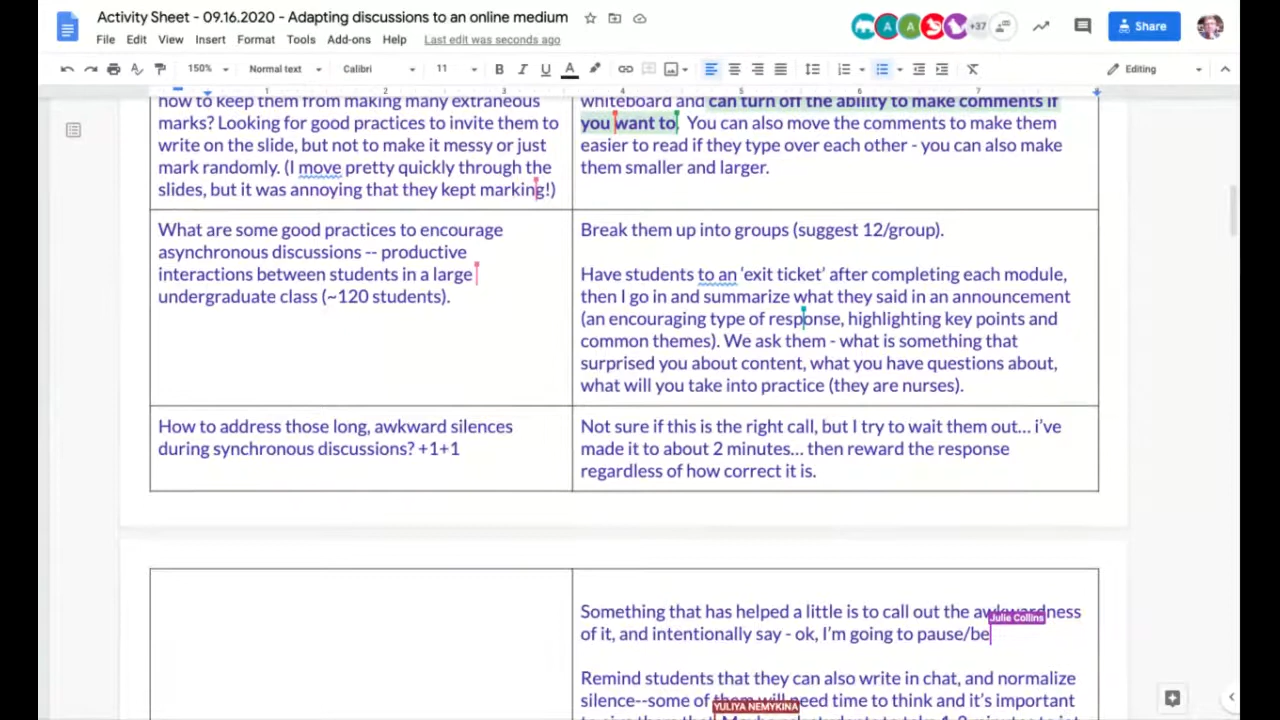 Activity Sheet - 09.16.2020 - Adapting discussions to an online medium
File Edit View Insert Format Tools Add-ons Help Last edit was seconds ago
A A +37 Share
150% Normal text Calibri 11 B I U A Editing
1 2 3 4 5 6 7
how to keep them from making many extraneous
marks? Looking for good practices to invite them to
write on the slide, but not to make it messy or just
mark randomly. (I move pretty quickly through the
slides, but it was annoying that they kept marking!)
whiteboard and can turn off the ability to make comments if
you want to. You can also move the comments to make them
easier to read if they type over each other - you can also make
them smaller and larger.
What are some good practices to encourage
asynchronous discussions -- productive
interactions between students in a large
undergraduate class (~120 students).
Break them up into groups (suggest 12/group).
Have students to an ‘exit ticket’ after completing each module,
then I go in and summarize what they said in an announcement
(an encouraging type of response, highlighting key points and
common themes). We ask them - what is something that
surprised you about content, what you have questions about,
what will you take into practice (they are nurses).
How to address those long, awkward silences
during synchronous discussions? +1+1
Not sure if this is the right call, but I try to wait them out... i’ve
made it to about 2 minutes... then reward the response
regardless of how correct it is.
Something that has helped a little is to call out the awkwardness
Julie Collins
of it, and intentionally say - ok, I’m going to pause/be
Remind students that they can also write in chat, and normalize
silence--some of them will need time to think and it’s important
YULIYA NEMYKINA